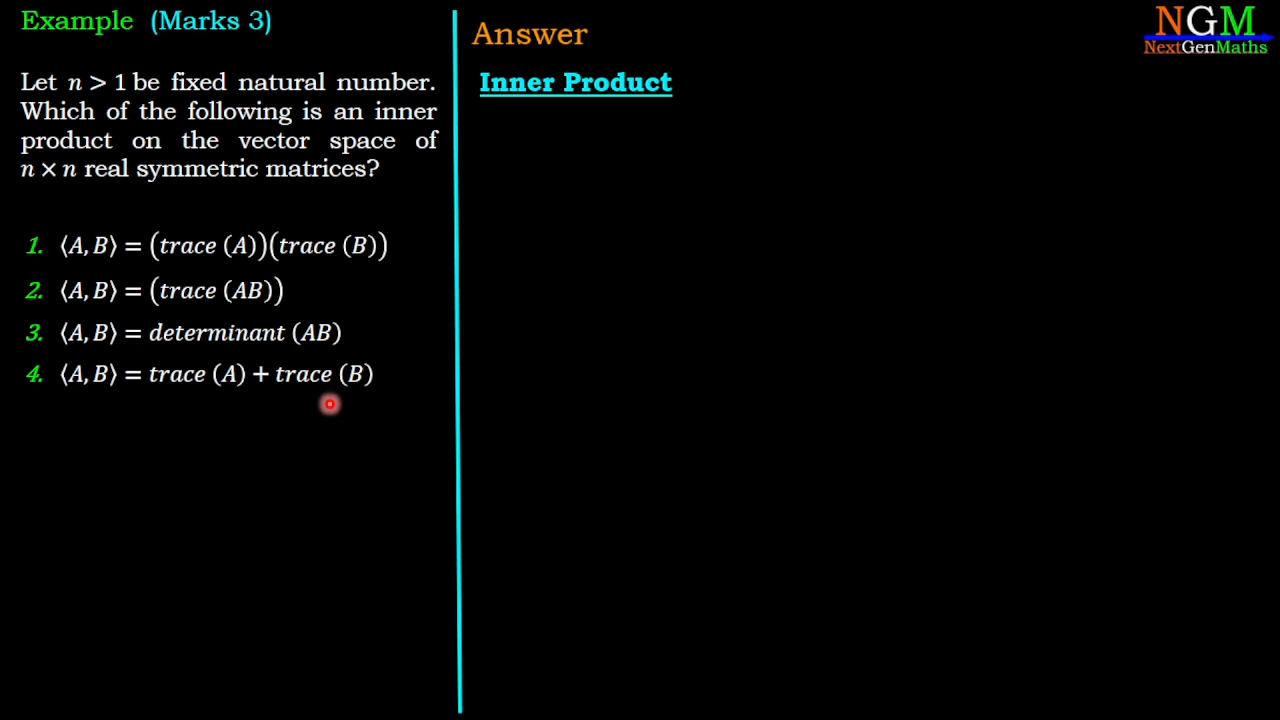 Example (Marks 3)
Let n > 1 be fixed natural number.
Which of the following is an inner
product on the vector space of
n × n real symmetric matrices?
1. ⟨A, B⟩ = (trace (A))(trace (B))
2. ⟨A, B⟩ = (trace (AB))
3. ⟨A, B⟩ = determinant (AB)
4. ⟨A, B⟩ = trace (A) + trace (B)
Answer
Inner Product
NGM
NextGenMaths